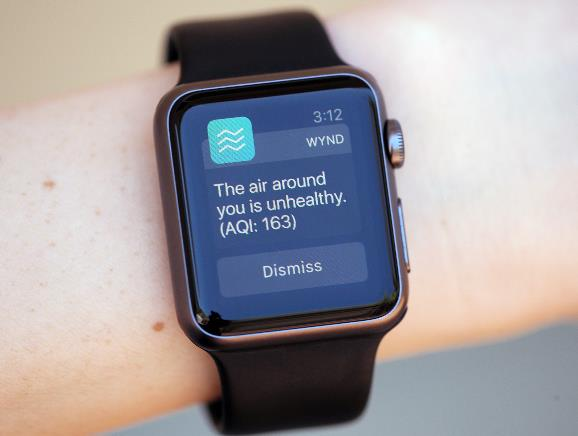 3:12
WYND
The air around
you is unhealthy.
(AQI: 163)
Dismiss